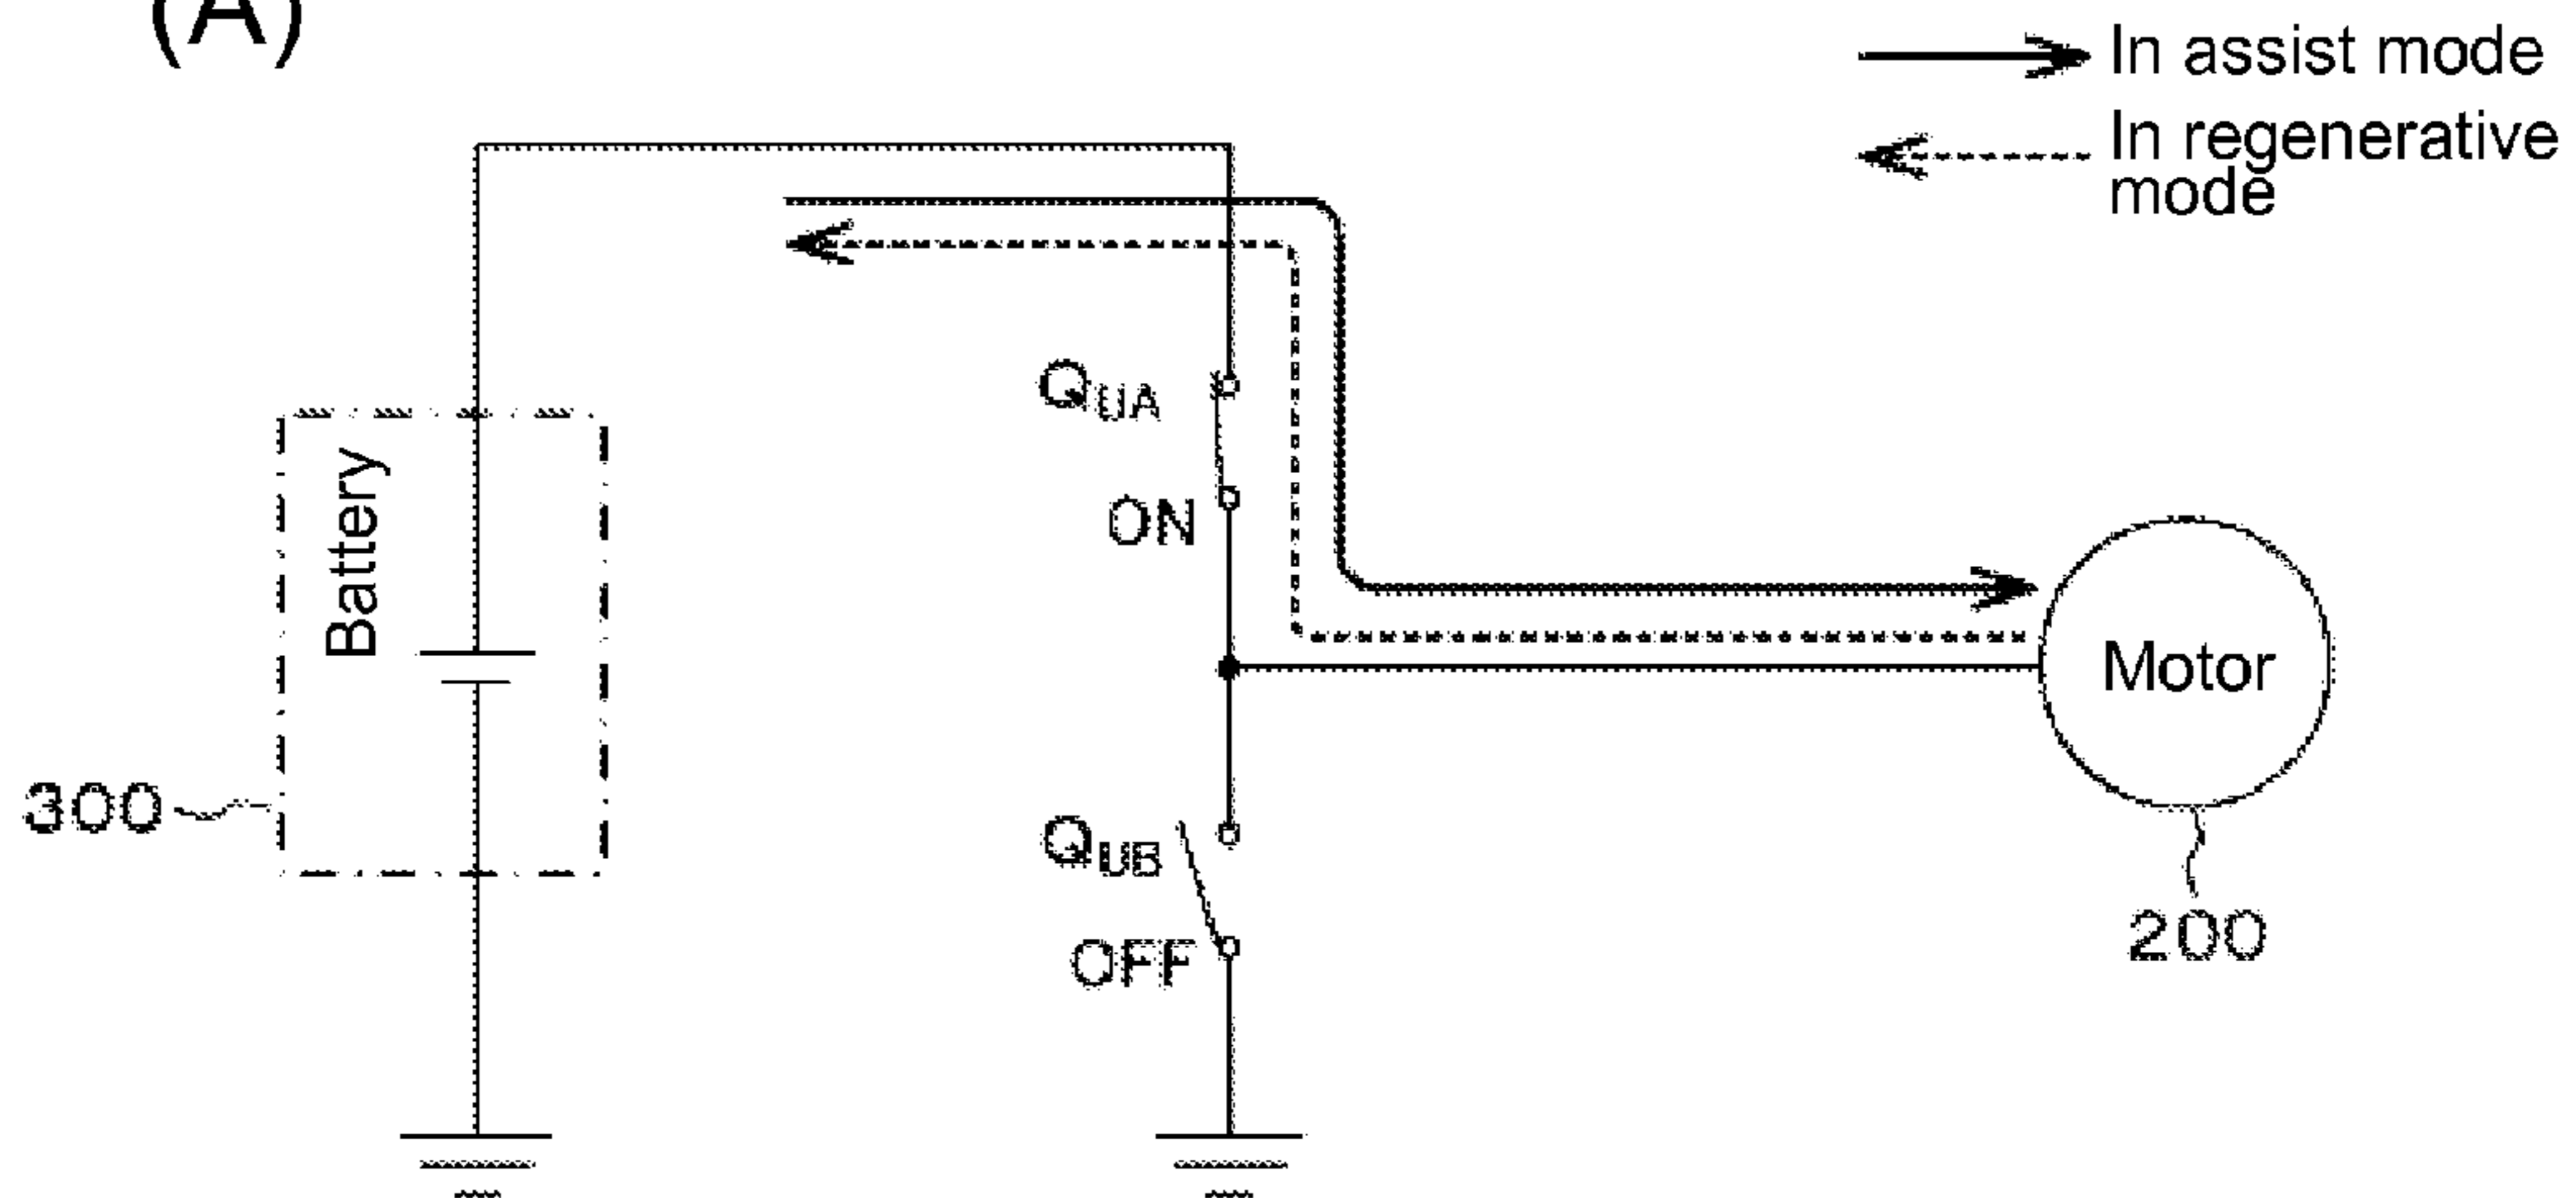 (A)
In assist mode
In regenerative
mode
QUA
ON
Battery
Motor
300
QUB
OFF
200